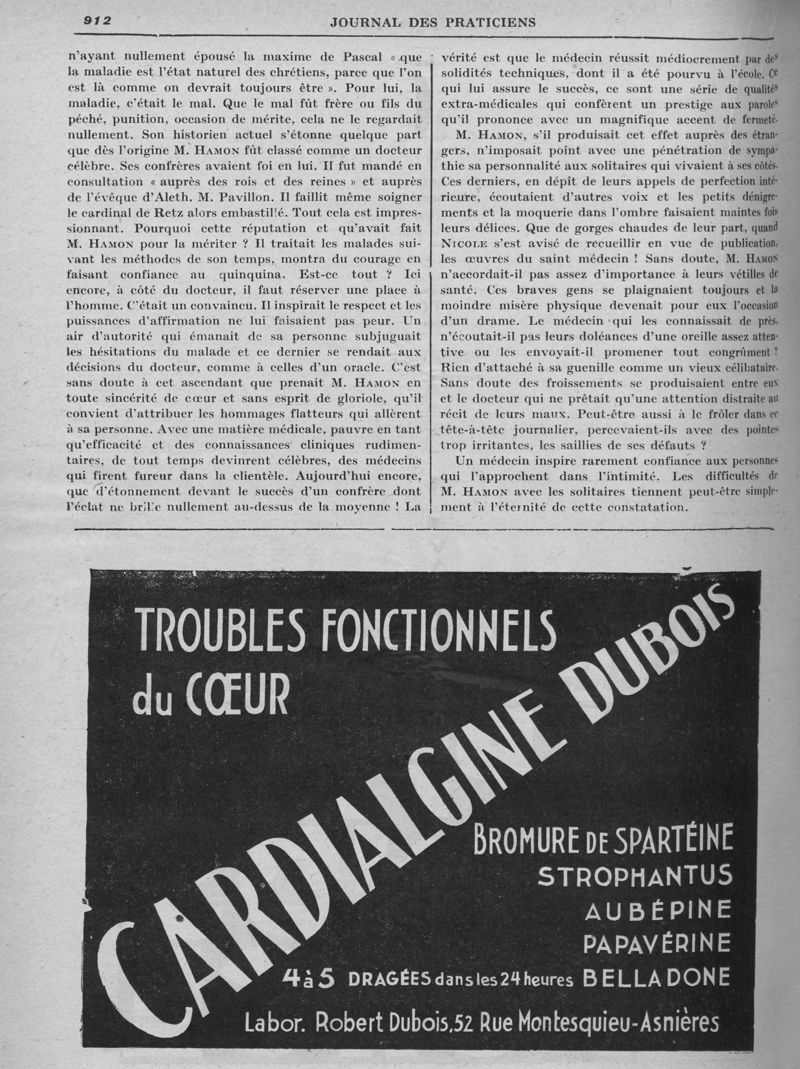 912
JOURNAL DES PRATICIENS
n'ayant nullement épousé la maxime de Pascal « que
la maladie est l'état naturel des chrétiens, parce que l'on
est là comme on devrait toujours être ». Pour lui, la
maladie, c'était le mal. Que le mal fût frère ou fils du
péché, punition, occasion de mérite, cela ne le regardait
nullement. Son historien actuel s'étonne quelque part
que dès l'origine M. HAMON fût classé comme un docteur
célèbre. Ses confrères avaient foi en lui. Il fut mandé en
consultation « auprès des rois et des reines » et auprès
de l'évêque d'Aleth. M. Pavillon. Il faillit même soigner
le cardinal de Retz alors embastillé. Tout cela est impres-
sionnant. Pourquoi cette réputation et qu'avait fait
M. HAMON pour la mériter ? Il traitait les malades sui-
vant les méthodes de son temps, montra du courage en
faisant confiance au quinquina. Est-ce tout ? Ici
encore, à côté du docteur, il faut réserver une place à
l'homme. C'était un convaincu. Il inspirait le respect et les
puissances d'affirmation ne lui faisaient pas peur. Un
air d'autorité qui émanait de sa personne subjuguait
les hésitations du malade et ce dernier se rendait aux
décisions du docteur, comme à celles d'un oracle. C'est
sans doute à cet ascendant que prenait M. HAMON en
toute sincérité de cœur et sans esprit de gloriole, qu'il
convient d'attribuer les hommages flatteurs qui allèrent
à sa personne. Avec une matière médicale, pauvre en tant
qu'efficacité et des connaissances cliniques rudimen-
taires, de tout temps devinrent célèbres, des médecins
qui firent fureur dans la clientèle. Aujourd'hui encore,
que d'étonnement devant le succès d'un confrère dont
l'éclat ne brille nullement au-dessus de la moyenne ! La
vérité est que le médecin réussit médiocrement par des
solidités techniques, dont il a été pourvu à l'école. Ce
qui lui assure le succès, ce sont une série de qualités
extra-médicales qui confèrent un prestige aux paroles
qu'il prononce avec un magnifique accent de fermeté.
M. HAMON, s'il produisait cet effet auprès des étran-
gers, n'imposait point avec une pénétration de sympa-
thie sa personnalité aux solitaires qui vivaient à ses côtés.
Ces derniers, en dépit de leurs appels de perfection inté-
rieure, écoutaient d'autres voix et les petits dénigre-
ments et la moquerie dans l'ombre faisaient maintes fois
leurs délices. Que de gorges chaudes de leur part, quand
NICOLE s'est avisé de recueillir en vue de publication,
les œuvres du saint médecin ! Sans doute, M. HAMON
n'accordait-il pas assez d'importance à leurs vétilles de
santé. Ces braves gens se plaignaient toujours et la
moindre misère physique devenait pour eux l'occasion
d'un drame. Le médecin qui les connaissait de près,
n'écoutait-il pas leurs doléances d'une oreille assez atten-
tive ou les envoyait-il promener tout congrûment ?
Rien d'attaché à sa guenille comme un vieux célibataire.
Sans doute des froissements se produisaient entre eux
et le docteur qui ne prêtait qu'une attention distraite au
récit de leurs maux. Peut-être aussi à le frôler dans ce
tête-à-tête journalier, percevaient-ils avec des pointes
trop irritantes, les saillies de ses défauts ?
Un médecin inspire rarement confiance aux personnes
qui l'approchent dans l'intimité. Les difficultés de
M. HAMON avec les solitaires tiennent peut-être simple-
ment à l'éternité de cette constatation.
TROUBLES FONCTIONNELS
du CŒUR
CARDIALGINE DUBOIS
BROMURE DE SPARTÉINE
STROPHANTUS
AUBÉPINE
PAPAVÉRINE
4 à 5 DRAGÉES dans les 24 heures BELLADONE
Labor. Robert Dubois, 52 Rue Montesquieu-Asnières